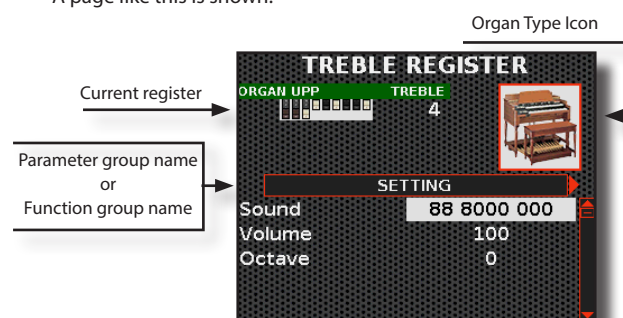 A page like this is shown:
Organ Type Icon
TREBLE REGISTER
Current register
ORGAN UPP TREBLE
4
Parameter group name
or
Function group name
SETTING
Sound 88 8000 000
Volume 100
Octave 0